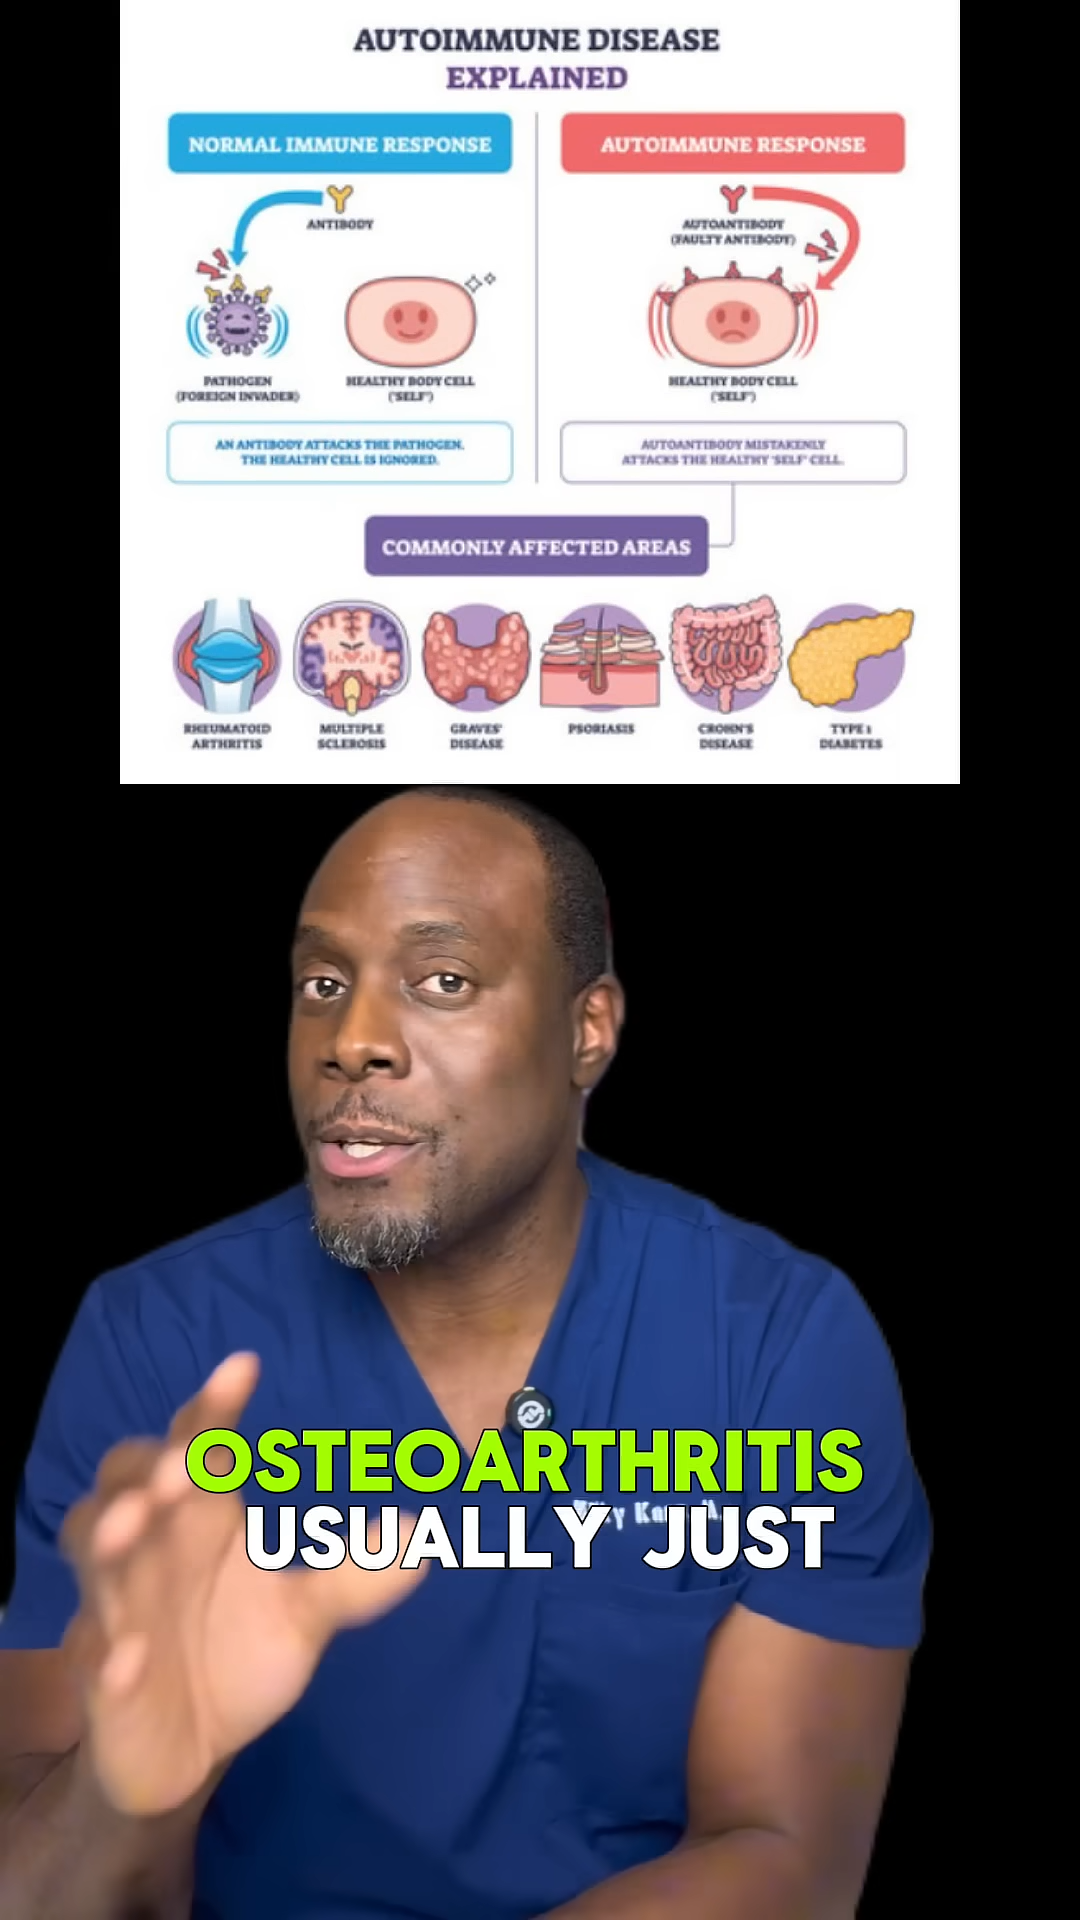 AUTOIMMUNE DISEASE
EXPLAINED
NORMAL IMMUNE RESPONSE
ANTIBODY
PATHOGEN
(FOREIGN INVADER)
HEALTHY BODY CELL
('SELF')
AN ANTIBODY ATTACKS THE PATHOGEN.
THE HEALTHY CELL IS IGNORED.
AUTOIMMUNE RESPONSE
AUTOANTIBODY
(FAULTY ANTIBODY)
HEALTHY BODY CELL
('SELF')
AUTOANTIBODY MISTAKENLY
ATTACKS THE HEALTHY 'SELF' CELL.
COMMONLY AFFECTED AREAS
RHEUMATOID
ARTHRITIS
MULTIPLE
SCLEROSIS
GRAVES'
DISEASE
PSORIASIS
CROHN'S
DISEASE
TYPE 1
DIABETES
OSTEOARTHRITIS
USUALLY JUST